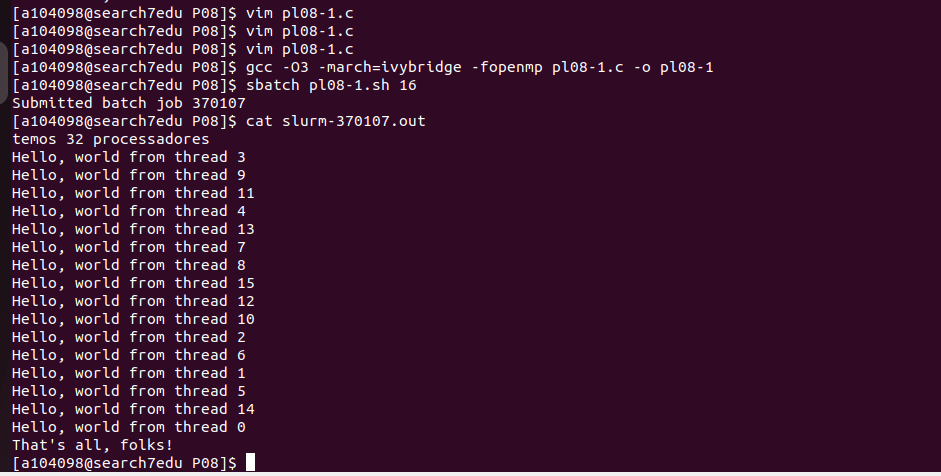 [a104098@search7edu P08]$ vim pl08-1.c
[a104098@search7edu P08]$ vim pl08-1.c
[a104098@search7edu P08]$ vim pl08-1.c
[a104098@search7edu P08]$ gcc -O3 -march=ivybridge -fopenmp pl08-1.c -o pl08-1
[a104098@search7edu P08]$ sbatch pl08-1.sh 16
Submitted batch job 370107
[a104098@search7edu P08]$ cat slurm-370107.out
temos 32 processadores
Hello, world from thread 3
Hello, world from thread 9
Hello, world from thread 11
Hello, world from thread 4
Hello, world from thread 13
Hello, world from thread 7
Hello, world from thread 8
Hello, world from thread 15
Hello, world from thread 12
Hello, world from thread 10
Hello, world from thread 2
Hello, world from thread 6
Hello, world from thread 1
Hello, world from thread 5
Hello, world from thread 14
Hello, world from thread 0
That's all, folks!
[a104098@search7edu P08]$